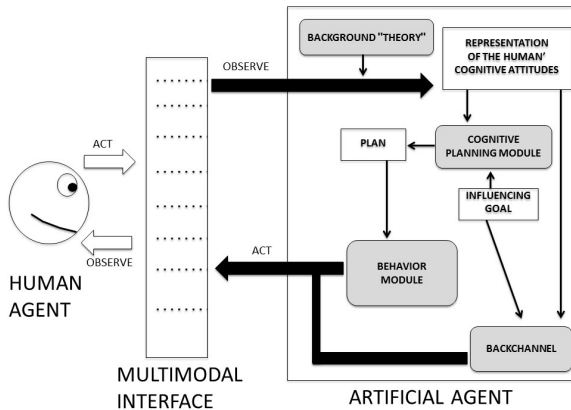 BACKGROUND "THEORY"
REPRESENTATION
OF THE HUMAN'
COGNITIVE ATTITUDES
OBSERVE
ACT
PLAN
COGNITIVE
PLANNING MODULE
INFLUENCING
GOAL
OBSERVE
ACT
BEHAVIOR
MODULE
HUMAN
AGENT
BACKCHANNEL
MULTIMODAL
INTERFACE
ARTIFICIAL AGENT